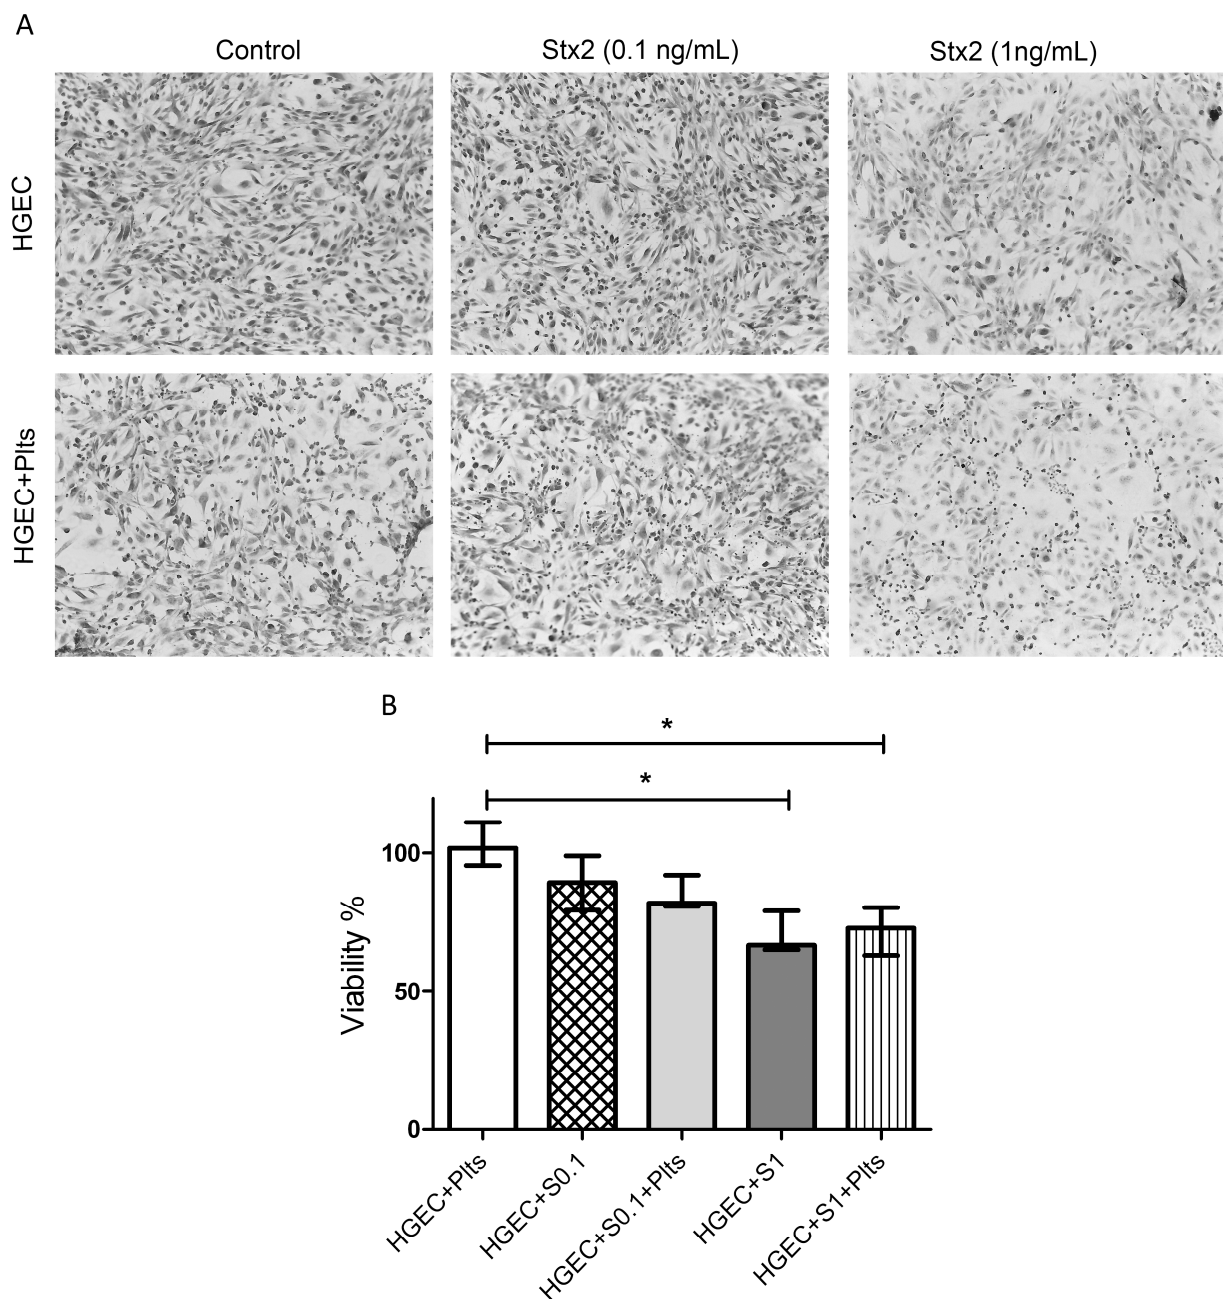 A
Control
Stx2 (0.1 ng/mL)
Stx2 (1ng/mL)
HGEC
HGEC+Plts
B
*
*
100
50
0
Viability %
HGEC+Plts
HGEC+S0.1
HGEC+S0.1+Plts
HGEC+S1
HGEC+S1+Plts